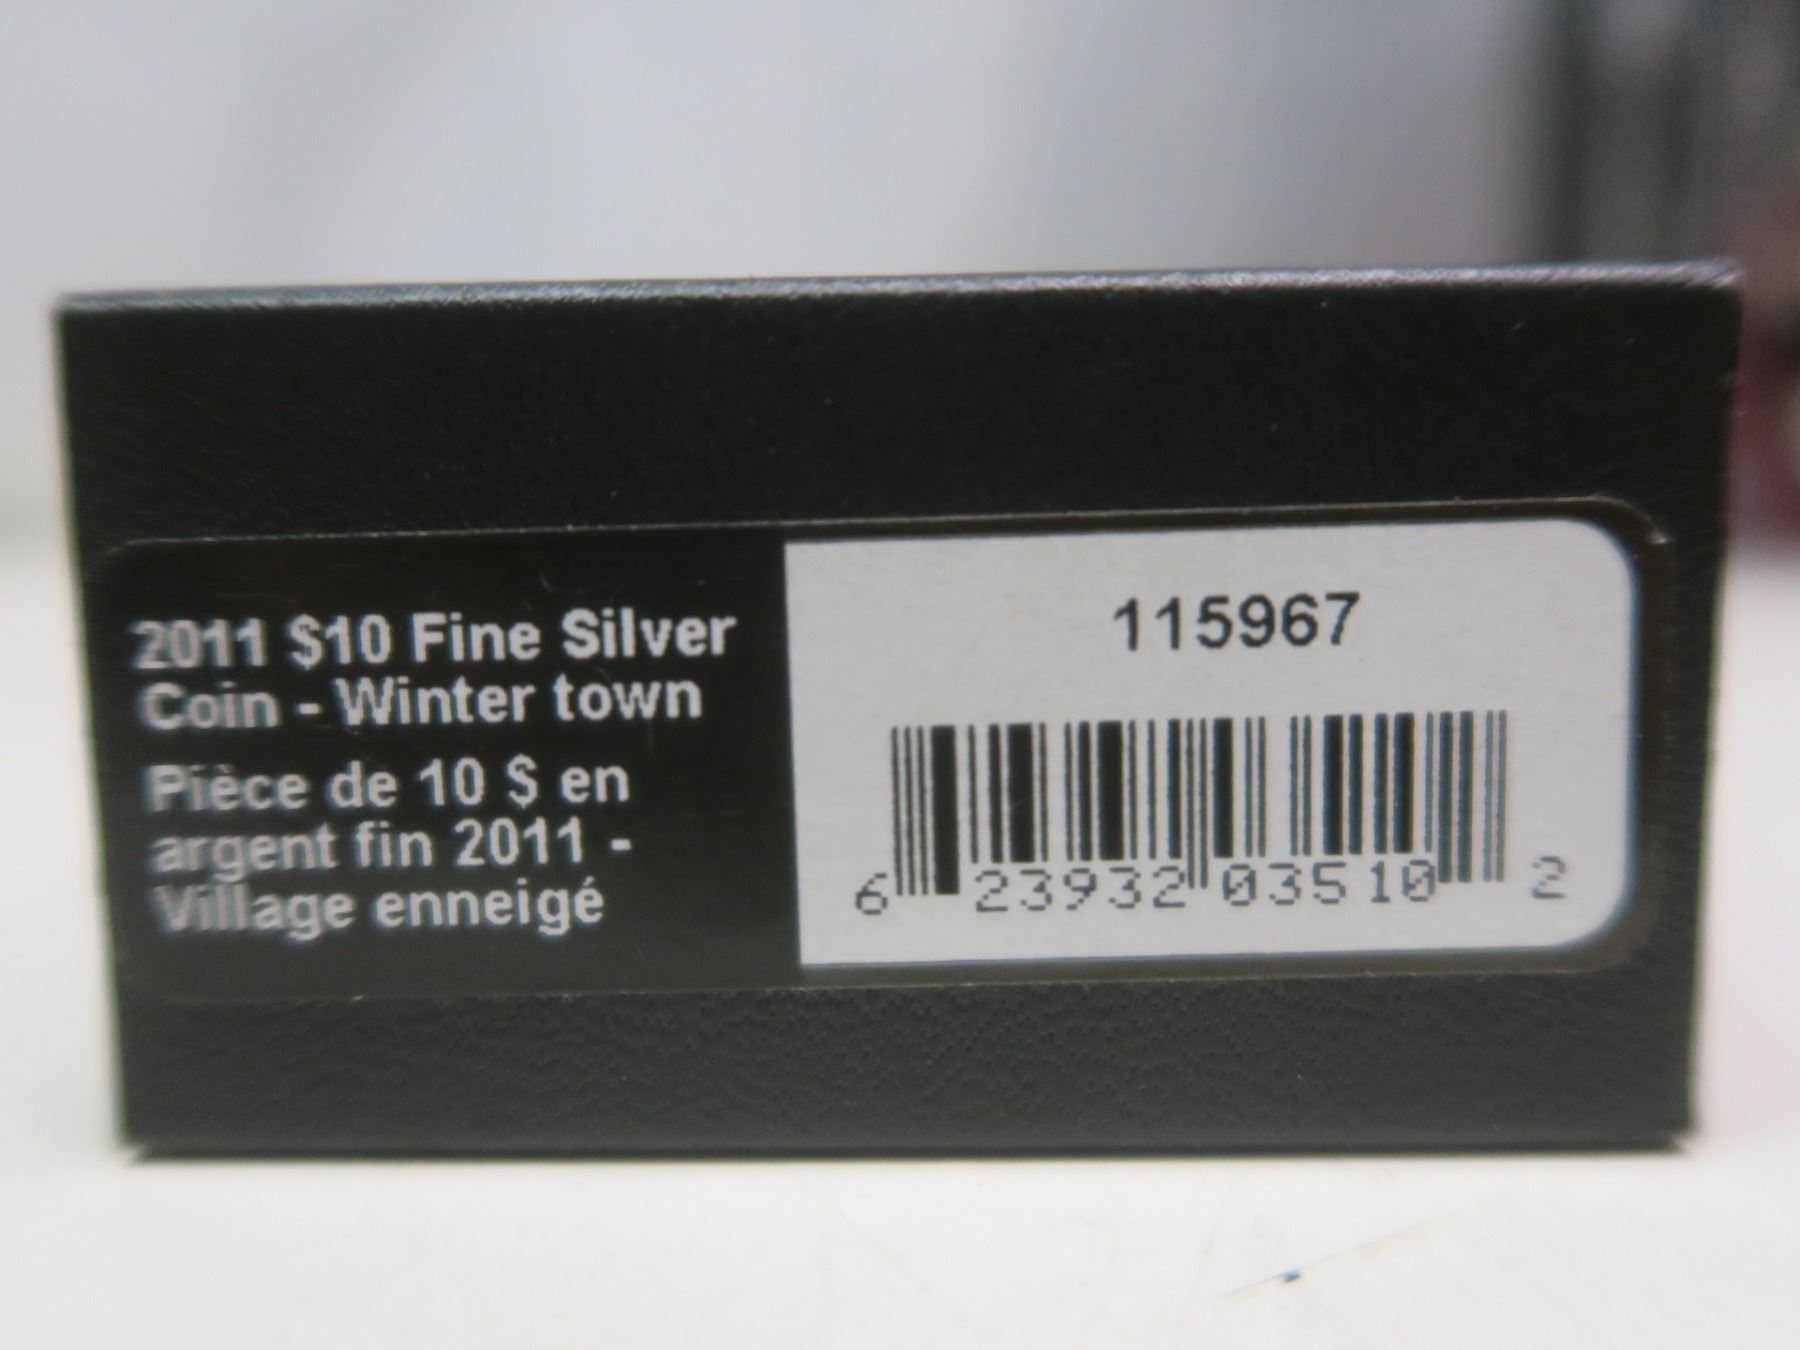 2011 $10 Fine Silver
Coin - Winter town
Pièce de 10 $ en
argent fin 2011 -
Village enneigé
115967
6 23932 03510 2